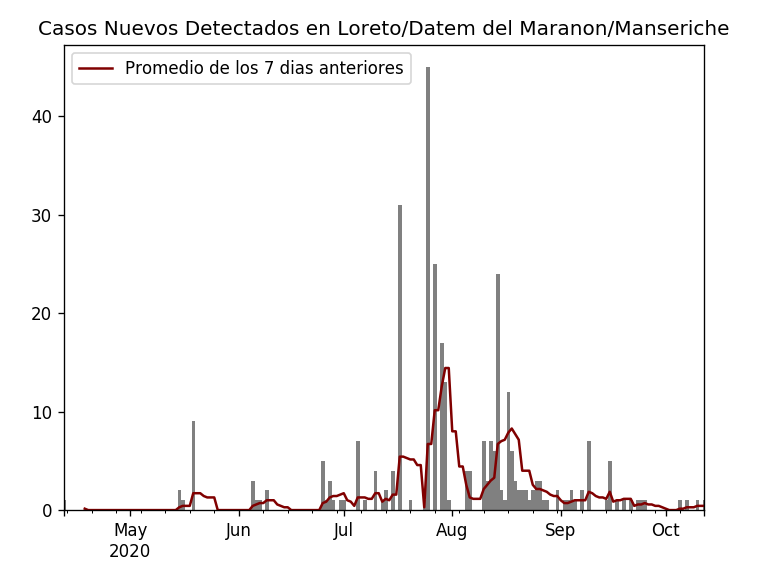 Casos Nuevos Detectados en Loreto/Datem del Maranon/Manseriche
Promedio de los 7 dias anteriores
40
30
20
10
0
May Jun Jul Aug Sep Oct
2020